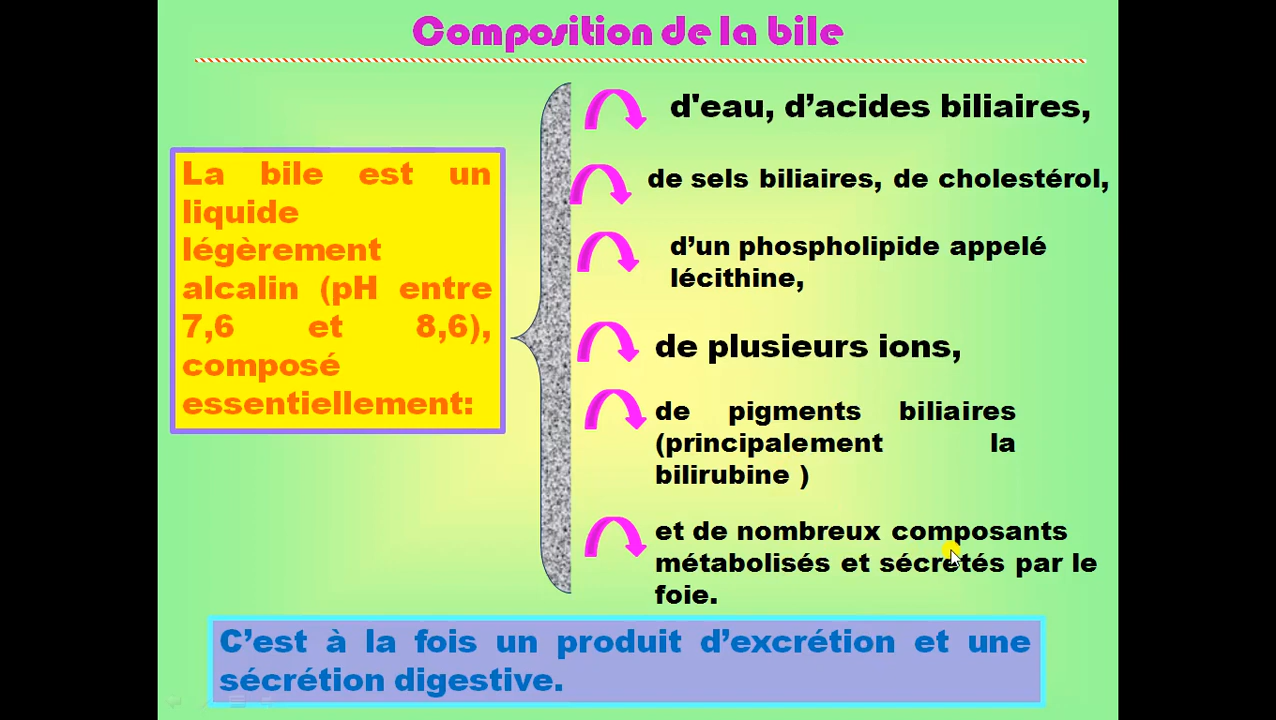 Composition de la bile
La bile est un
liquide
légèrement
alcalin (pH entre
7,6 et 8,6),
composé
essentiellement:
d'eau, d’acides biliaires,
de sels biliaires, de cholestérol,
d’un phospholipide appelé
lécithine,
de plusieurs ions,
de pigments biliaires
(principalement la
bilirubine )
et de nombreux composants
métabolisés et sécrétés par le
foie.
C’est à la fois un produit d’excrétion et une
sécrétion digestive.